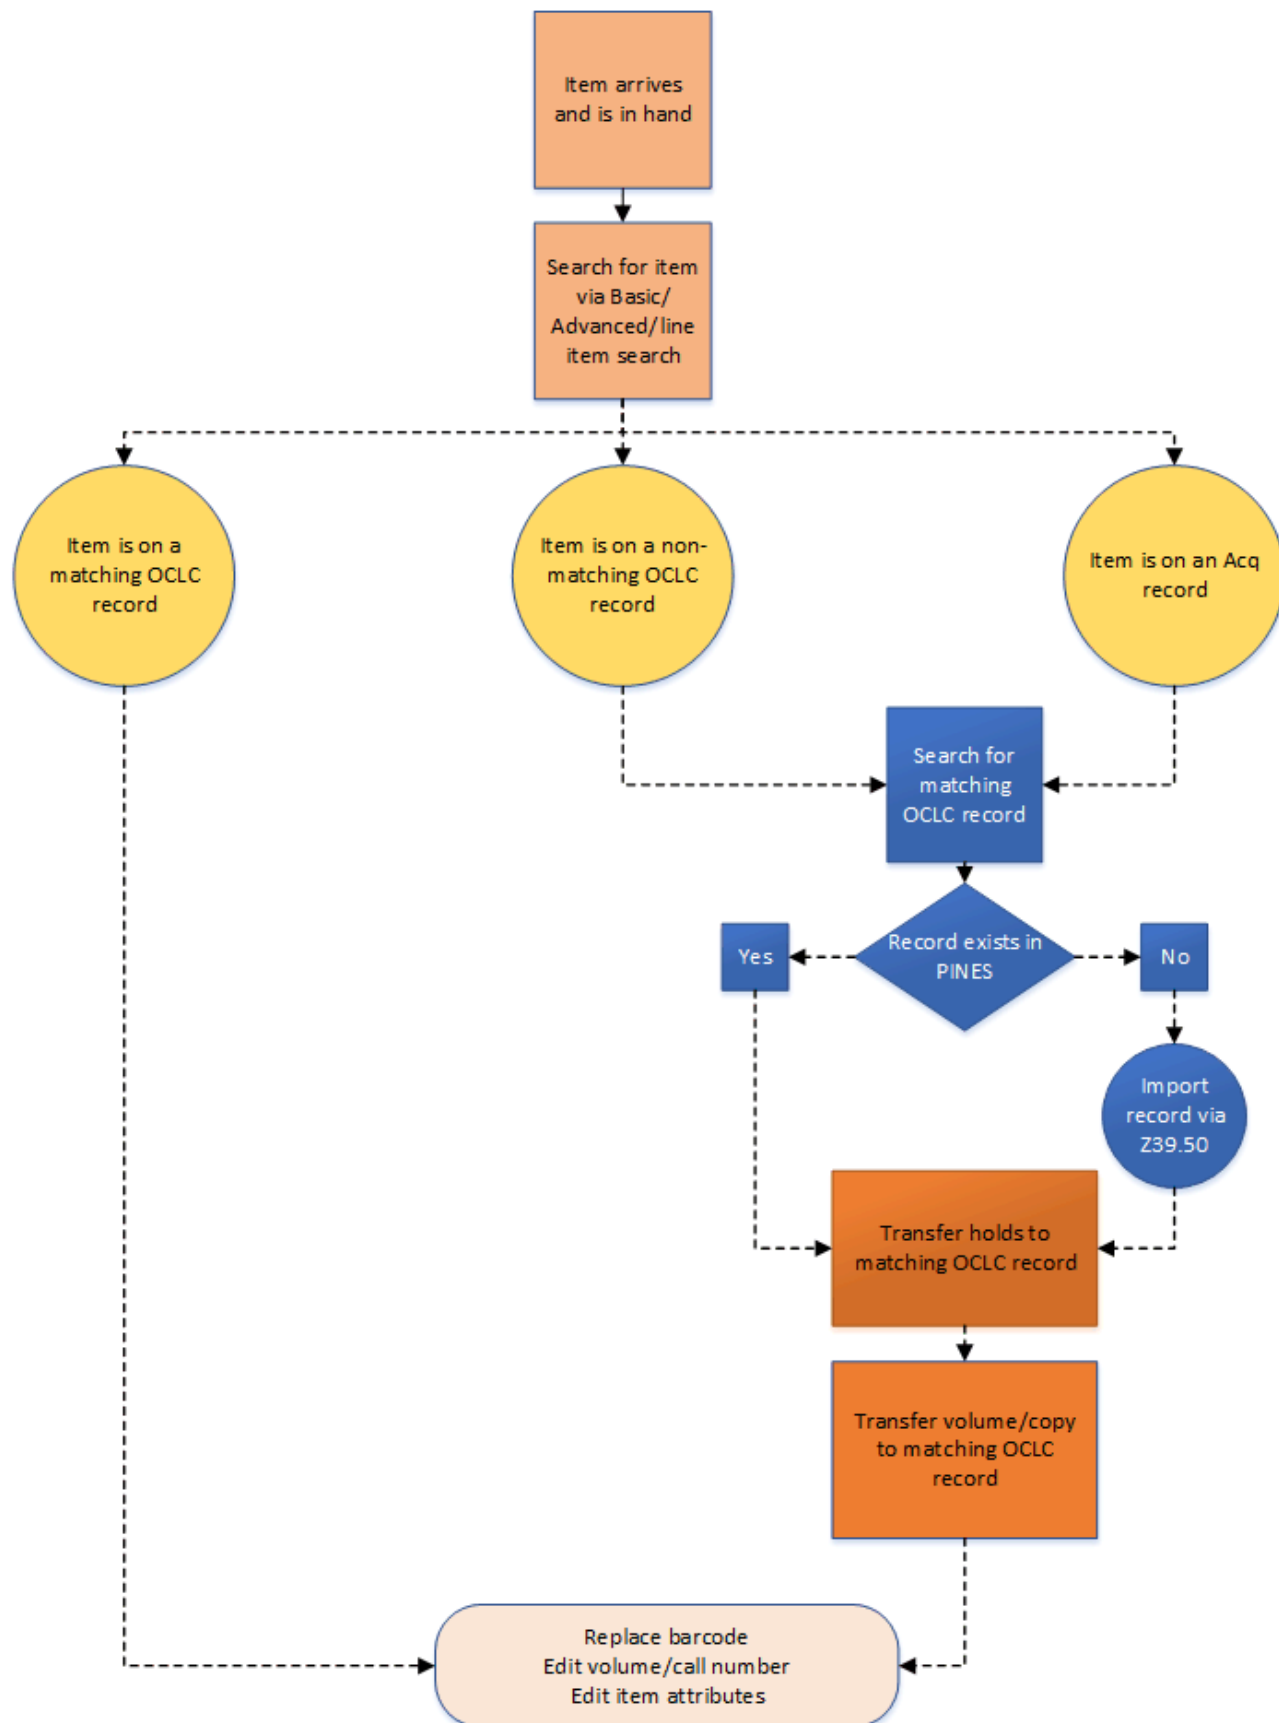 Item arrives
and is in hand
Search for item
via Basic/
Advanced/line
item search
Item is on a
matching OCLC
record
Item is on a non-
matching OCLC
record
Item is on an Acq
record
Search for
matching
OCLC record
Record exists in
PINES
Yes
No
Import
record via
Z39.50
Transfer holds to
matching OCLC record
Transfer volume/copy
to matching OCLC
record
Replace barcode
Edit volume/call number
Edit item attributes